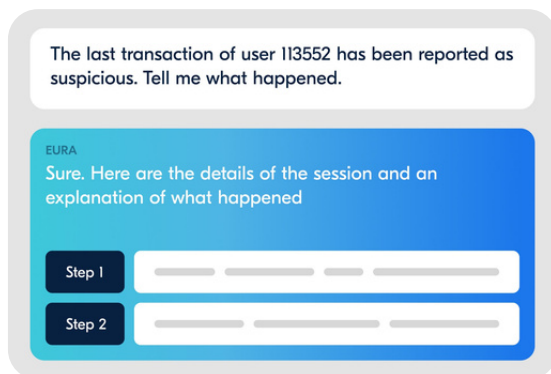 The last transaction of user 113552 has been reported as
suspicious. Tell me what happened.
EURA
Sure. Here are the details of the session and an
explanation of what happened
Step 1
Step 2